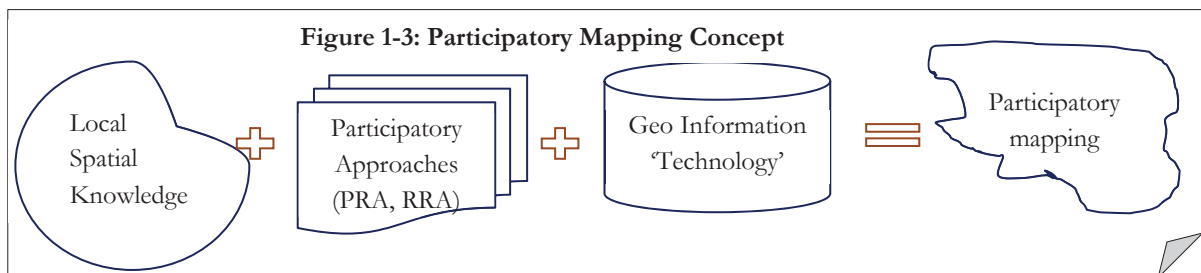 Figure 1-3: Participatory Mapping Concept
Local
Spatial
Knowledge
Participatory
Approaches
(PRA, RRA)
Geo Information
‘Technology’
Participatory
mapping